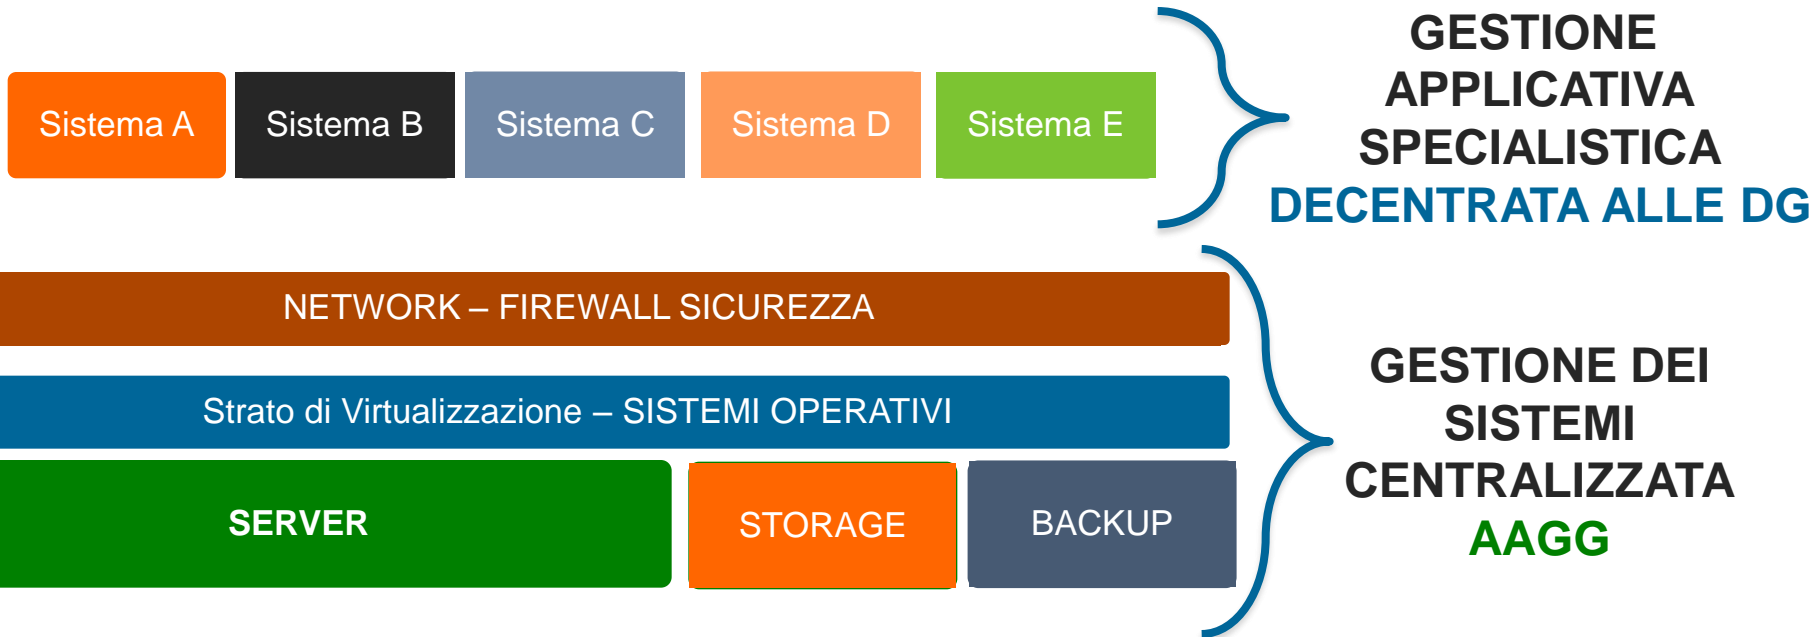 Sistema A
Sistema B
Sistema C
Sistema D
Sistema E
GESTIONE
APPLICATIVA
SPECIALISTICA
DECENTRATA ALLE DG
NETWORK – FIREWALL SICUREZZA
Strato di Virtualizzazione – SISTEMI OPERATIVI
SERVER
STORAGE
BACKUP
GESTIONE DEI
SISTEMI
CENTRALIZZATA
AAGG